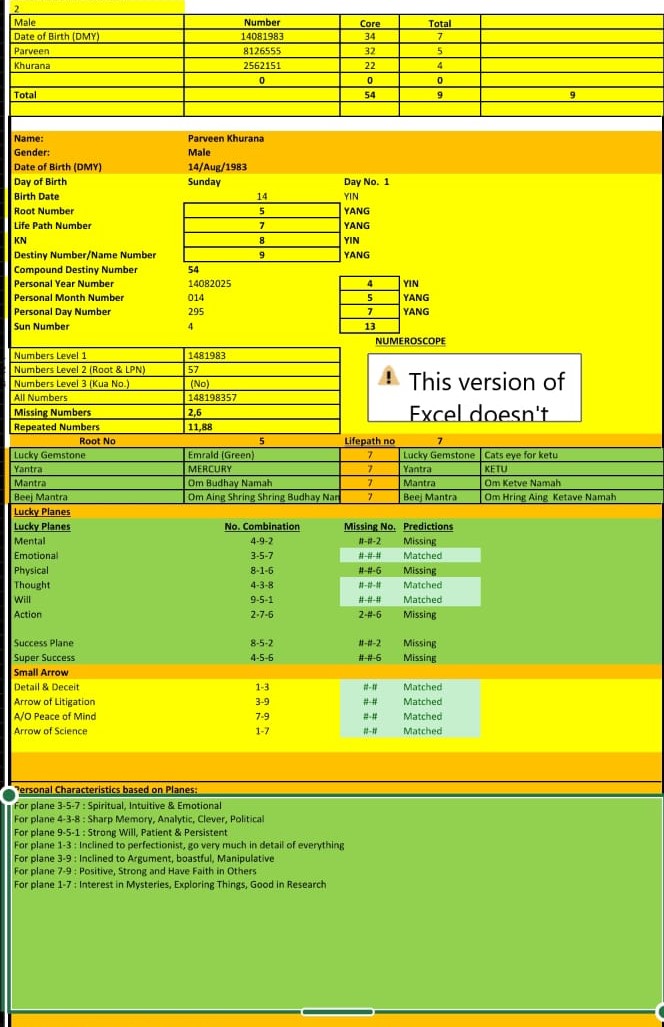 2
Male Number Core Total
Date of Birth (DMY) 14081983 34 7
Parveen 8126555 32 5
Khurana 2562151 22 4
0 0 0
Total 54 9 9
Name: Parveen Khurana
Gender: Male
Date of Birth (DMY) 14/Aug/1983
Day of Birth Sunday Day No. 1
Birth Date 14 YIN
Root Number 5 YANG
Life Path Number 7 YANG
KN 8 YIN
Destiny Number/Name Number 9 YANG
Compound Destiny Number 54
Personal Year Number 14082025 4 YIN
Personal Month Number 014 5 YANG
Personal Day Number 295 7 YANG
Sun Number 4 13
NUMEROSCOPE
Numbers Level 1 1481983
Numbers Level 2 (Root & LPN) 57
Numbers Level 3 (Kua No.) (No)
All Numbers 148198357
Missing Numbers 2,6
Repeated Numbers 11,88
This version of
Excel doesn't
Root No 5 Lifepath no 7
Lucky Gemstone Emrald (Green) 7 Lucky Gemstone Cats eye for ketu
Yantra MERCURY 7 Yantra KETU
Mantra Om Budhay Namah 7 Mantra Om Ketve Namah
Beej Mantra Om Aing Shring Shring Budhay Nan 7 Beej Mantra Om Hring Aing Ketave Namah
Lucky Planes
Lucky Planes No. Combination Missing No. Predictions
Mental 4-9-2 #-#-2 Missing
Emotional 3-5-7 #-#-# Matched
Physical 8-1-6 #-#-6 Missing
Thought 4-3-8 #-#-# Matched
Will 9-5-1 #-#-# Matched
Action 2-7-6 2-#-6 Missing
Success Plane 8-5-2 #-#-2 Missing
Super Success 4-5-6 #-#-6 Missing
Small Arrow
Detail & Deceit 1-3 #-# Matched
Arrow of Litigation 3-9 #-# Matched
A/O Peace of Mind 7-9 #-# Matched
Arrow of Science 1-7 #-# Matched
Personal Characteristics based on Planes:
For plane 3-5-7 : Spiritual, Intuitive & Emotional
For plane 4-3-8 : Sharp Memory, Analytic, Clever, Political
For plane 9-5-1 : Strong Will, Patient & Persistent
For plane 1-3 : Inclined to perfectionist, go very much in detail of everything
For plane 3-9 : Inclined to Argument, boastful, Manipulative
For plane 7-9 : Positive, Strong and Have Faith in Others
For plane 1-7 : Interest in Mysteries, Exploring Things, Good in Research